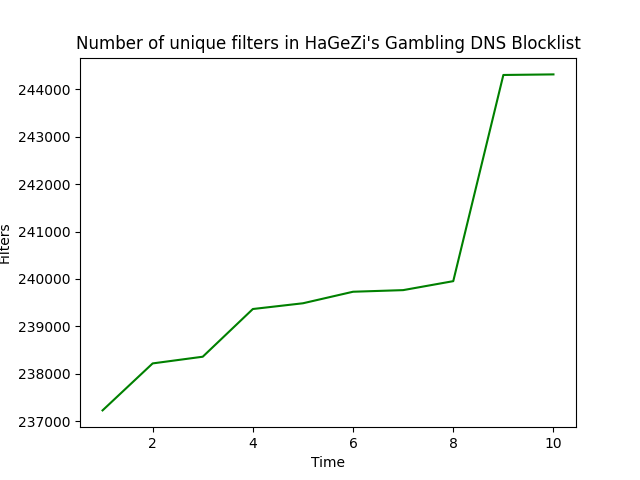 Number of unique filters in HaGeZi's Gambling DNS Blocklist
244000
243000
242000
241000
240000
239000
238000
237000
Filters
2 4 6 8 10
Time